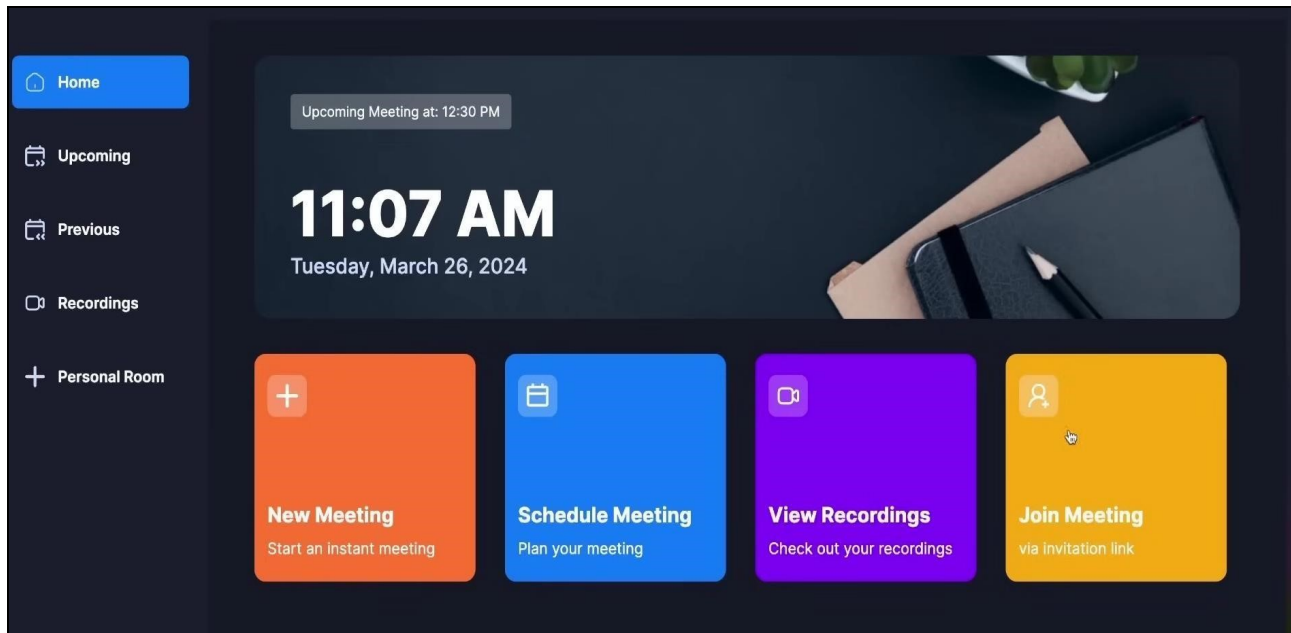 Home
Upcoming
Previous
Recordings
Personal Room
Upcoming Meeting at: 12:30 PM
11:07 AM
Tuesday, March 26, 2024
New Meeting
Start an instant meeting
Schedule Meeting
Plan your meeting
View Recordings
Check out your recordings
Join Meeting
via invitation link